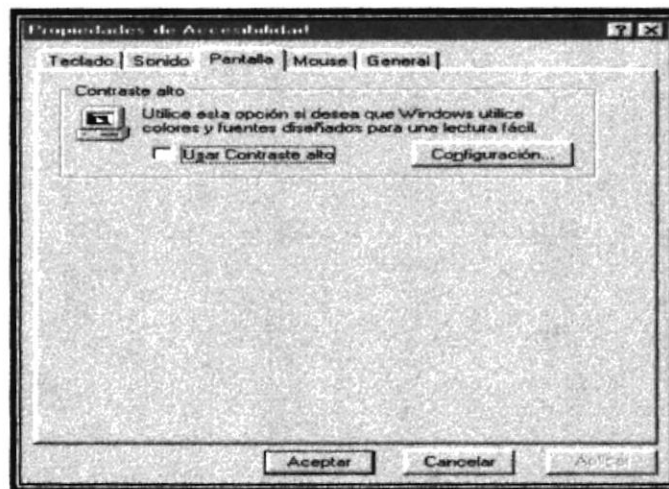 Propiedades de Accesibilidad
Teclado Sonido Pantalla Mouse General
Contraste alto
Utilice esta opción si desea que Windows utilice
colores y fuentes diseñados para una lectura fácil.
Usar Contraste alto Configuración...
Aceptar Cancelar Aplicar